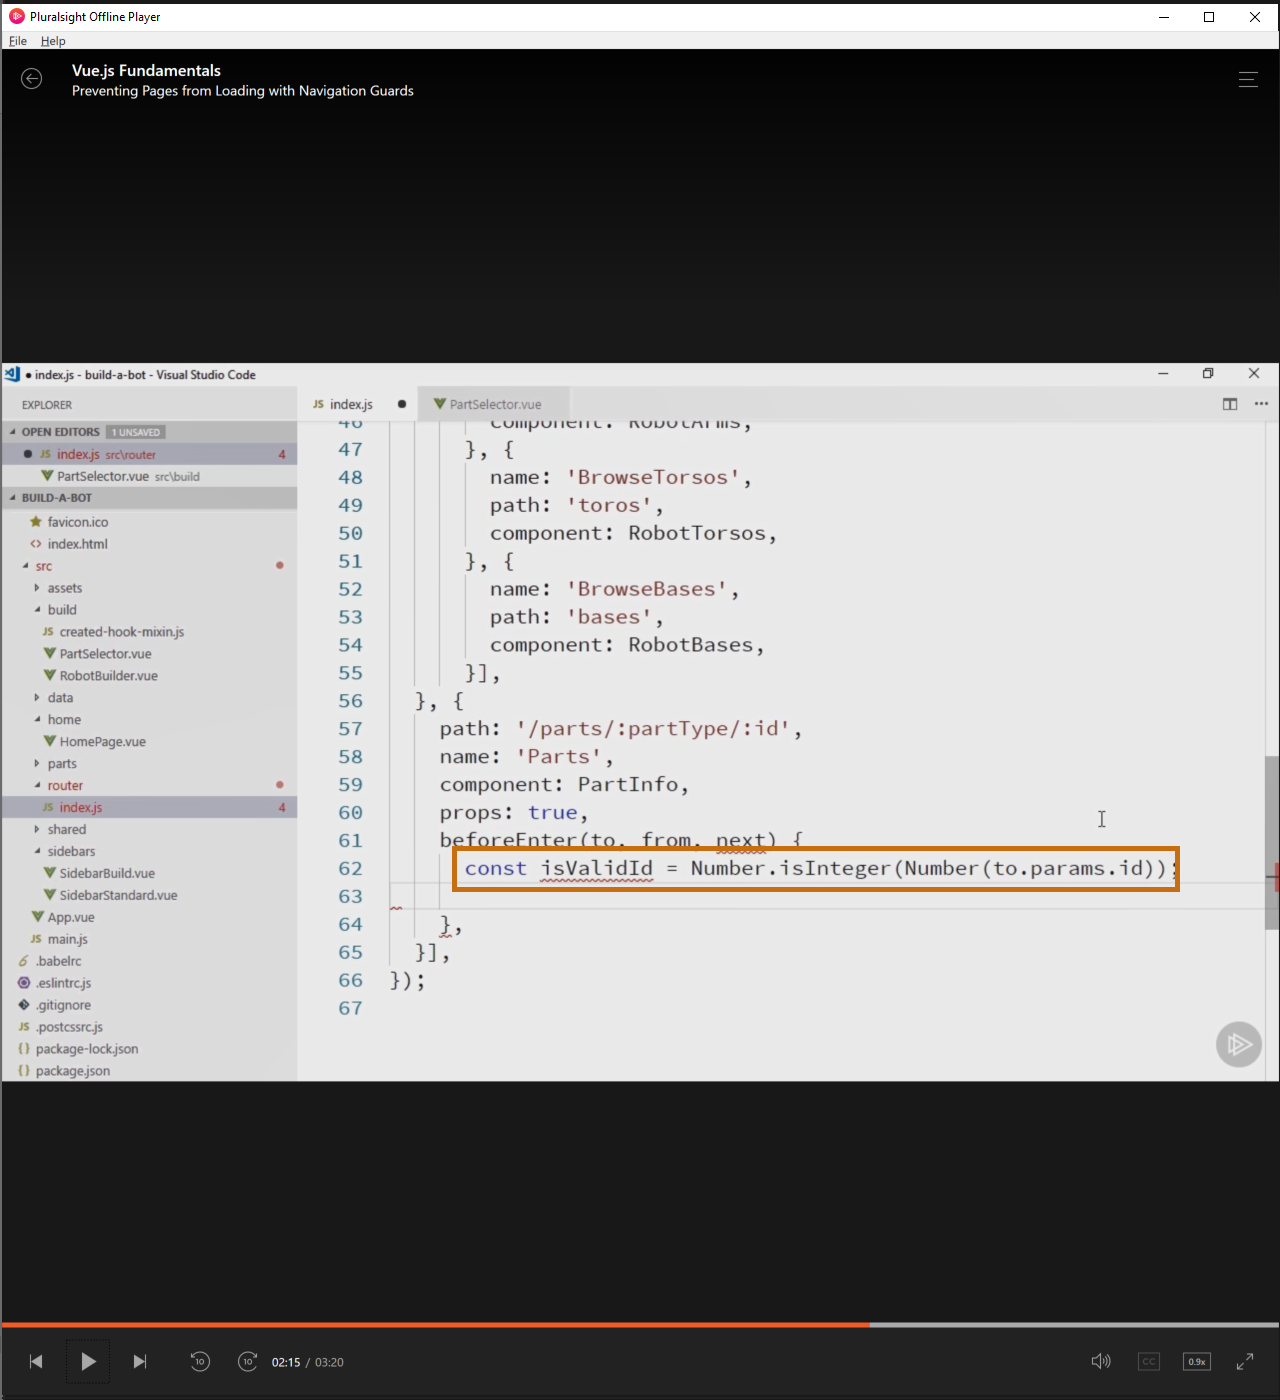 Pluralsight Offline Player
File Help
Vue.js Fundamentals
Preventing Pages from Loading with Navigation Guards
● index.js - build-a-bot - Visual Studio Code
EXPLORER
OPEN EDITORS 1 UNSAVED
● JS index.js src\router 4
PartSelector.vue src\build
BUILD-A-BOT
favicon.ico
<> index.html
src
assets
build
JS created-hook-mixin.js
PartSelector.vue
RobotBuilder.vue
data
home
HomePage.vue
parts
router
JS index.js 4
shared
sidebars
SidebarBuild.vue
SidebarStandard.vue
App.vue
JS main.js
.babelrc
.eslintrc.js
.gitignore
JS .postcssrc.js
{} package-lock.json
{} package.json
JS index.js ●
PartSelector.vue
46 component: RobotArms,
47 }, {
48 name: 'BrowseTorsos',
49 path: 'toros',
50 component: RobotTorsos,
51 }, {
52 name: 'BrowseBases',
53 path: 'bases',
54 component: RobotBases,
55 }],
56 }, {
57 path: '/parts/:partType/:id',
58 name: 'Parts',
59 component: PartInfo,
60 props: true,
61 beforeEnter(to, from, next) {
62 const isValidId = Number.isInteger(Number(to.params.id));
63
64 },
65 }],
66 });
67
10
10
02:15 / 03:20
CC
0.9x